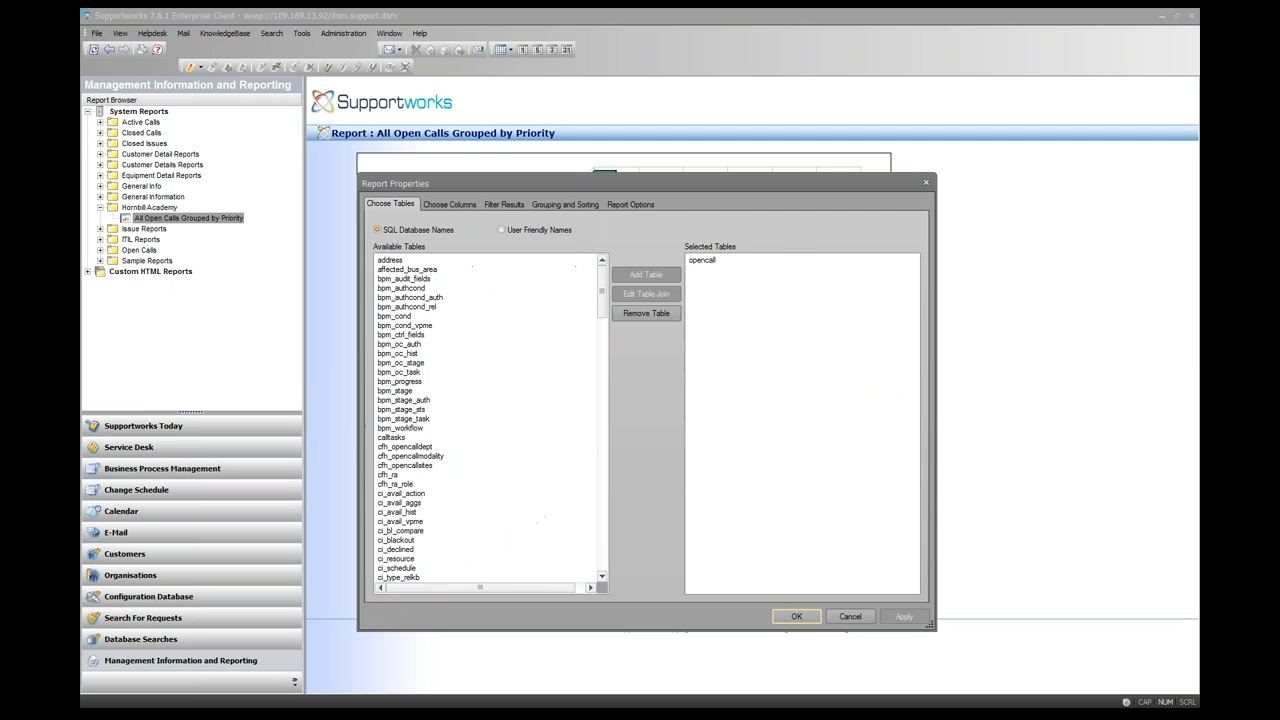 Supportworks 7.6.1 Enterprise Client - swap://109.169.13.92/itsm.support.itsm
File View Helpdesk Mail KnowledgeBase Search Tools Administration Window Help
Management Information and Reporting
Report Browser
System Reports
Active Calls
Closed Calls
Closed Issues
Customer Detail Reports
Customer Details Reports
Equipment Detail Reports
General Info
General Information
Hornbill Academy
All Open Calls Grouped by Priority
Issue Reports
ITIL Reports
Open Calls
Sample Reports
Custom HTML Reports
Supportworks Today
Service Desk
Business Process Management
Change Schedule
Calendar
E-Mail
Customers
Organisations
Configuration Database
Search For Requests
Database Searches
Management Information and Reporting
Supportworks
Report : All Open Calls Grouped by Priority
Report Properties
Choose Tables Choose Columns Filter Results Grouping and Sorting Report Options
SQL Database Names User Friendly Names
Available Tables
address
affected_bus_area
bpm_audit_fields
bpm_authcond
bpm_authcond_auth
bpm_authcond_rel
bpm_cond
bpm_cond_vpme
bpm_ctrl_fields
bpm_oc_auth
bpm_oc_hist
bpm_oc_stage
bpm_oc_task
bpm_progress
bpm_stage
bpm_stage_auth
bpm_stage_sts
bpm_stage_task
bpm_workflow
calltasks
cfh_opencalldept
cfh_opencallmodality
cfh_opencallsites
cfh_ra
cfh_ra_role
ci_avail_action
ci_avail_aggs
ci_avail_hist
ci_avail_vpme
ci_bl_compare
ci_blackout
ci_declined
ci_resource
ci_schedule
ci_type_relkb
Add Table
Edit Table Join
Remove Table
Selected Tables
opencall
OK Cancel Apply
CAP NUM SCRL